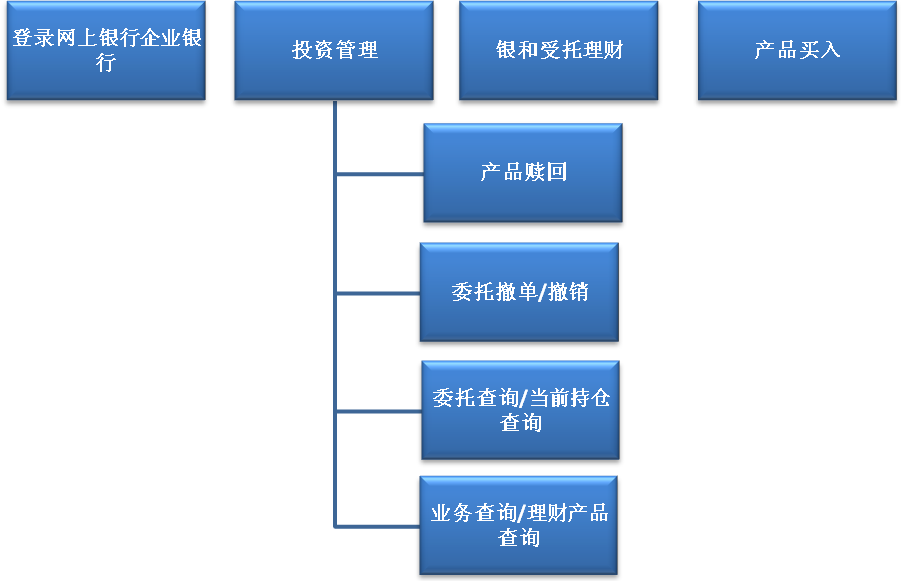 登录网上银行企业银
行
投资管理
银和受托理财
产品买入
产品赎回
委托撤单/撤销
委托查询/当前持仓
查询
业务查询/理财产品
查询